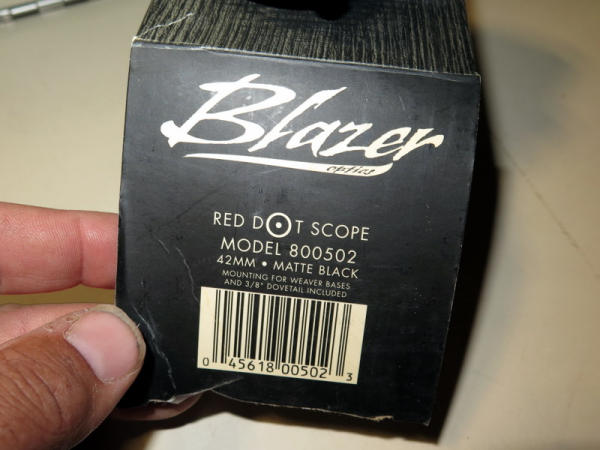 Blazer
optics
RED DOT SCOPE
MODEL 800502
42MM • MATTE BLACK
MOUNTING FOR WEAVER BASES
AND 3/8" DOVETAIL INCLUDED
0 45618 00502 3